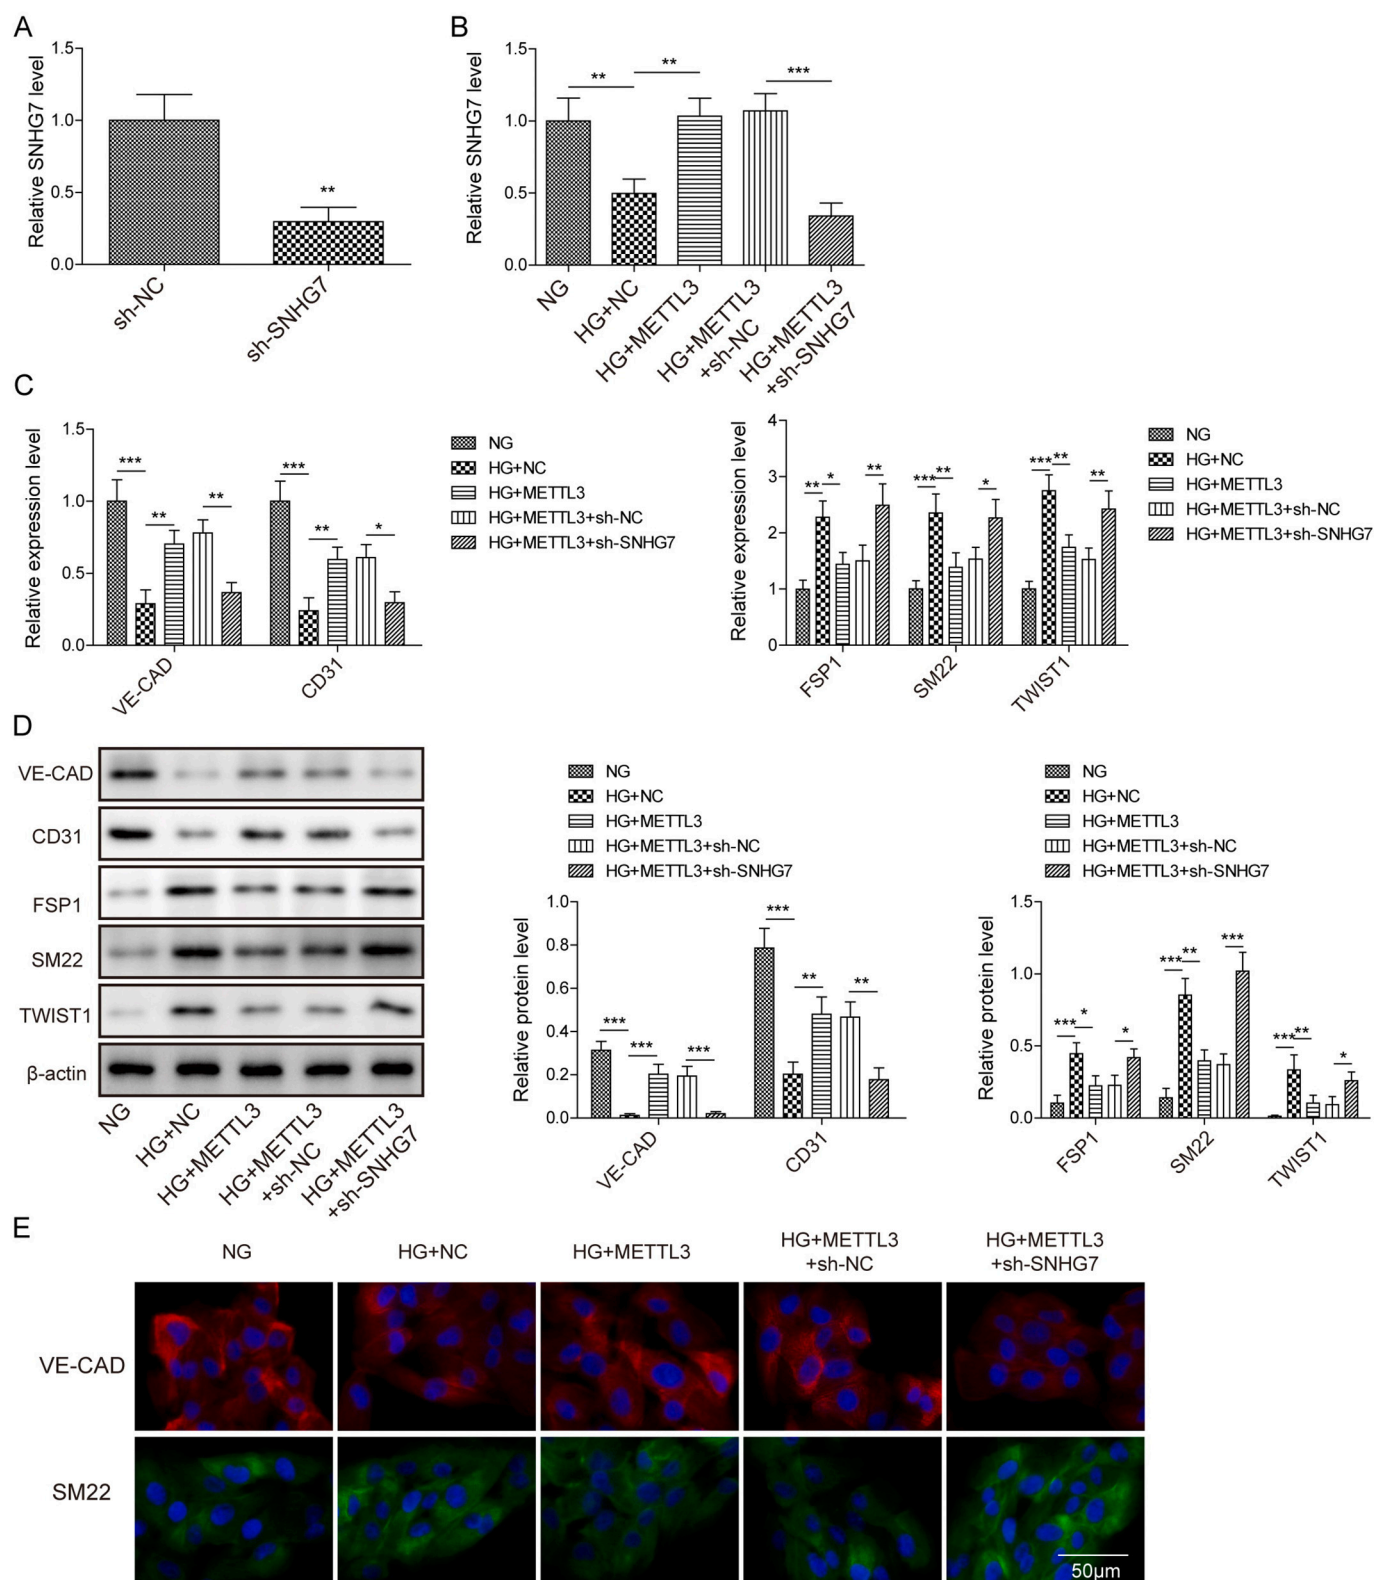 A
Relative SNHG7 level
1.5
1.0
0.5
0.0
**
sh-NC
sh-SNHG7
B
Relative SNHG7 level
1.5
1.0
0.5
0.0
**
**
***
NG
HG+NC
HG+METTL3
HG+METTL3
+sh-NC
HG+METTL3
+sh-SNHG7
C
Relative expression level
1.5
1.0
0.5
0.0
***
**
**
***
**
*
VE-CAD
CD31
NG
HG+NC
HG+METTL3
HG+METTL3+sh-NC
HG+METTL3+sh-SNHG7
Relative expression level
4
3
2
1
0
**
*
**
***
**
*
***
**
**
FSP1
SM22
TWIST1
NG
HG+NC
HG+METTL3
HG+METTL3+sh-NC
HG+METTL3+sh-SNHG7
D
VE-CAD
CD31
FSP1
SM22
TWIST1
β-actin
NG
HG+NC
HG+METTL3
HG+METTL3
+sh-NC
HG+METTL3
+sh-SNHG7
NG
HG+NC
HG+METTL3
HG+METTL3+sh-NC
HG+METTL3+sh-SNHG7
Relative protein level
1.0
0.8
0.6
0.4
0.2
0.0
***
***
***
***
**
**
VE-CAD
CD31
NG
HG+NC
HG+METTL3
HG+METTL3+sh-NC
HG+METTL3+sh-SNHG7
Relative protein level
1.5
1.0
0.5
0.0
***
*
*
***
**
***
***
**
*
FSP1
SM22
TWIST1
E
NG
HG+NC
HG+METTL3
HG+METTL3
+sh-NC
HG+METTL3
+sh-SNHG7
VE-CAD
SM22
50μm